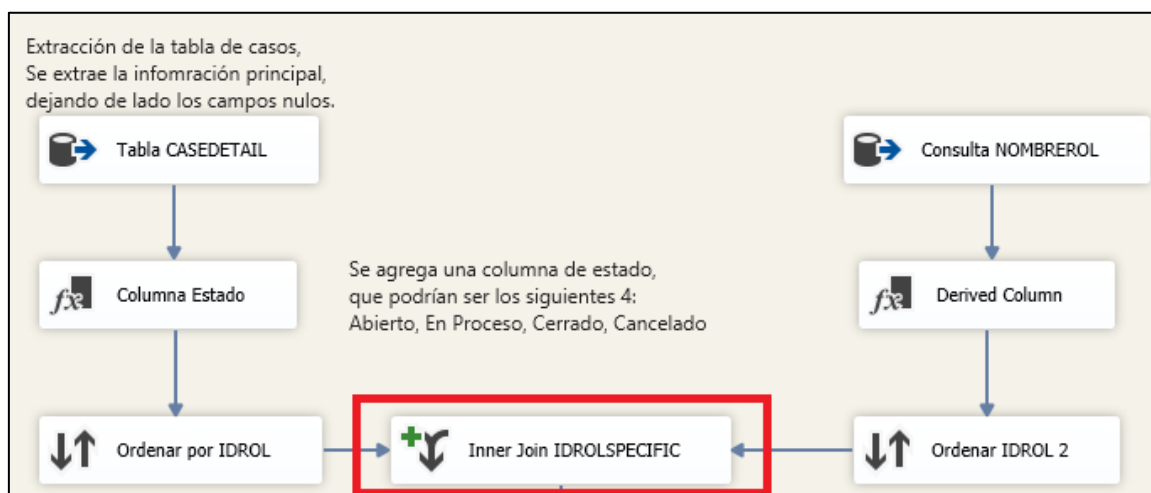 Extracción de la tabla de casos,
Se extrae la infomración principal,
dejando de lado los campos nulos.
Tabla CASEDETAIL
Consulta NOMBREROL
Columna Estado
Se agrega una columna de estado,
que podrían ser los siguientes 4:
Abierto, En Proceso, Cerrado, Cancelado
Derived Column
Ordenar por IDROL
Inner Join IDROLSPECIFIC
Ordenar IDROL 2